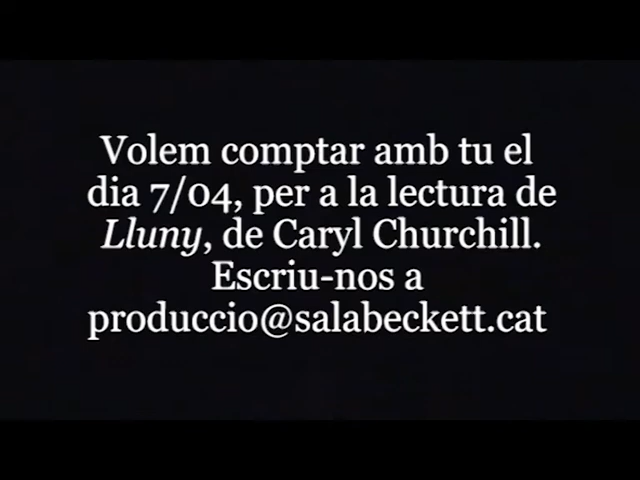 Volem comptar amb tu el
dia 7/04, per a la lectura de
Lluny, de Caryl Churchill.
Escriu-nos a
produccio@salabeckett.cat